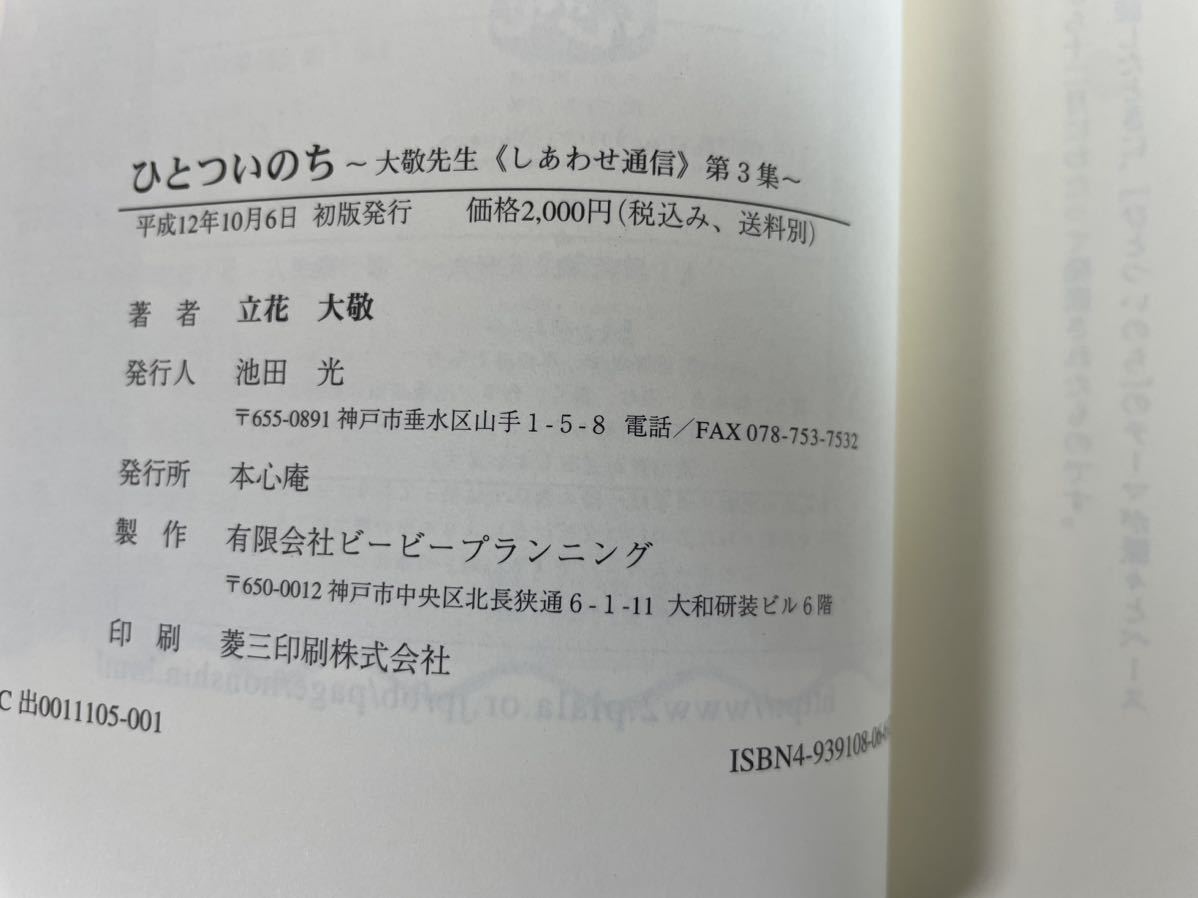 ひとついのち ～ 大敬先生《しあわせ通信》第3集～
平成12年10月6日 初版発行 価格2,000円(税込み、送料別)
著 者 立花 大敬
発行人 池田 光
〒655-0891 神戸市垂水区山手1-5-8 電話／FAX 078-753-7532
発行所 本心庵
製 作 有限会社ビービープランニング
〒650-0012 神戸市中央区北長狭通6-1-11 大和研装ビル6階
印 刷 菱三印刷株式会社
C 出0011105-001
ISBN4-939108-06-